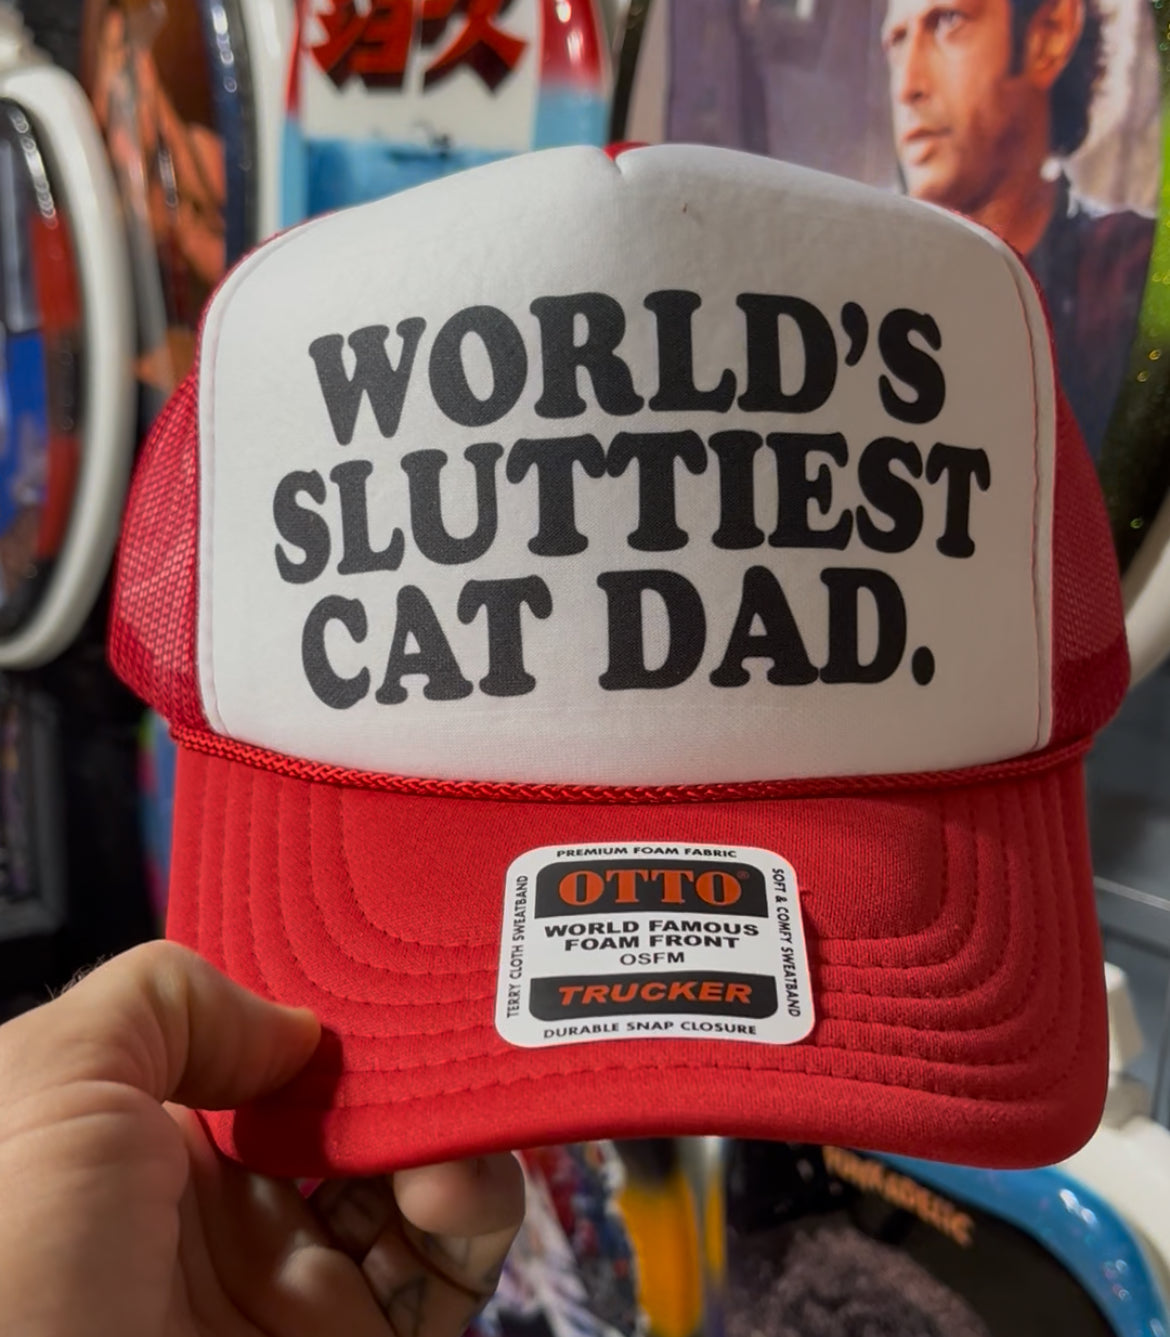 WORLD'S
SLUTTIEST
CAT DAD.
PREMIUM FOAM FABRIC
OTTO®
WORLD FAMOUS
FOAM FRONT
OSFM
TRUCKER
DURABLE SNAP CLOSURE
TERRY CLOTH SWEATBAND
SOFT & COMFY SWEATBAND
FUNKADELIC